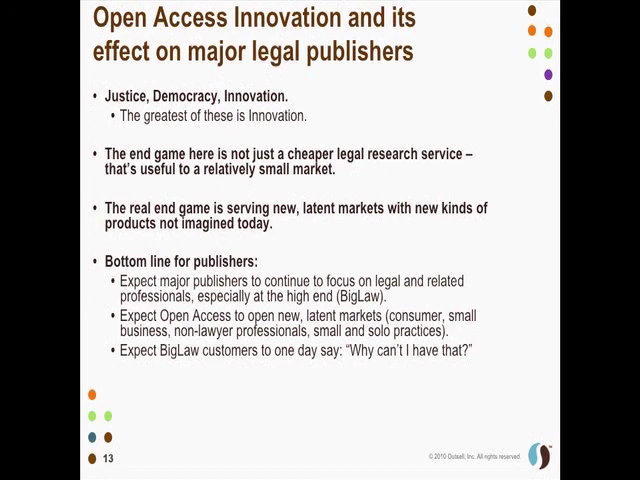 Open Access Innovation and its
effect on major legal publishers
• Justice, Democracy, Innovation.
• The greatest of these is Innovation.
• The end game here is not just a cheaper legal research service –
that's useful to a relatively small market.
• The real end game is serving new, latent markets with new kinds of
products not imagined today.
• Bottom line for publishers:
• Expect major publishers to continue to focus on legal and related
professionals, especially at the high end (BigLaw).
• Expect Open Access to open new, latent markets (consumer, small
business, non-lawyer professionals, small and solo practices).
• Expect BigLaw customers to one day say: “Why can't I have that?”
13
© 2010 Outsell, Inc. All rights reserved.